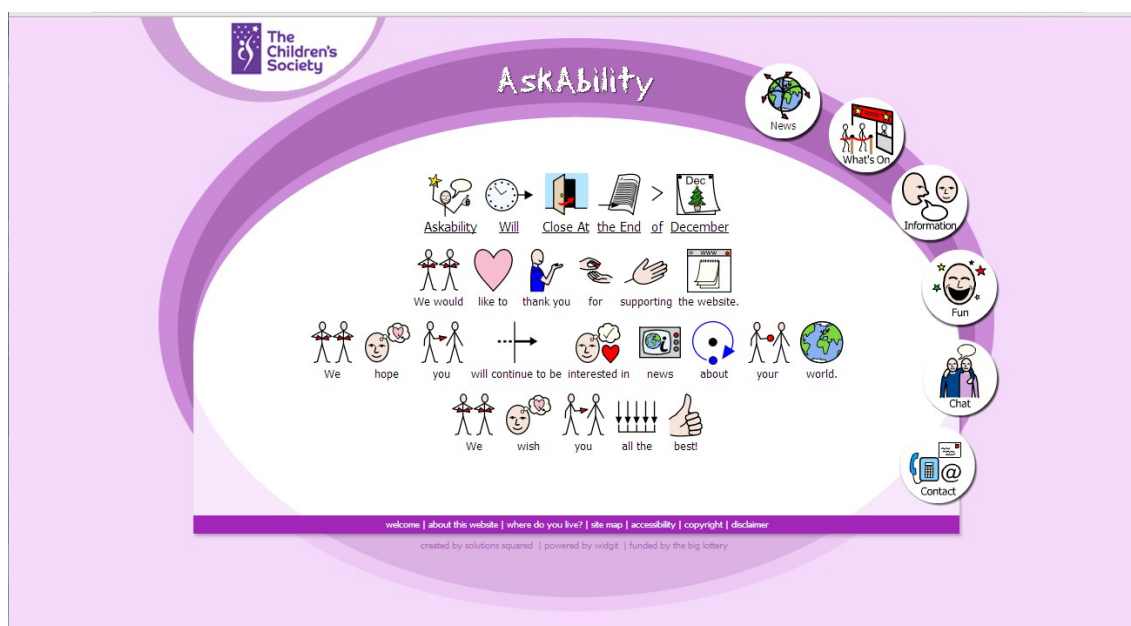 The
Children's
Society
AskAbility
News
What's On
Information
Fun
Chat
Contact
Dec
Askability Will Close At the End of December
www
We would like to thank you for supporting the website.
We hope you will continue to be interested in news about your world.
We wish you all the best!
welcome | about this website | where do you live? | site map | accessibility | copyright | disclaimer
created by solutions squared | powered by widgit | funded by the big lottery